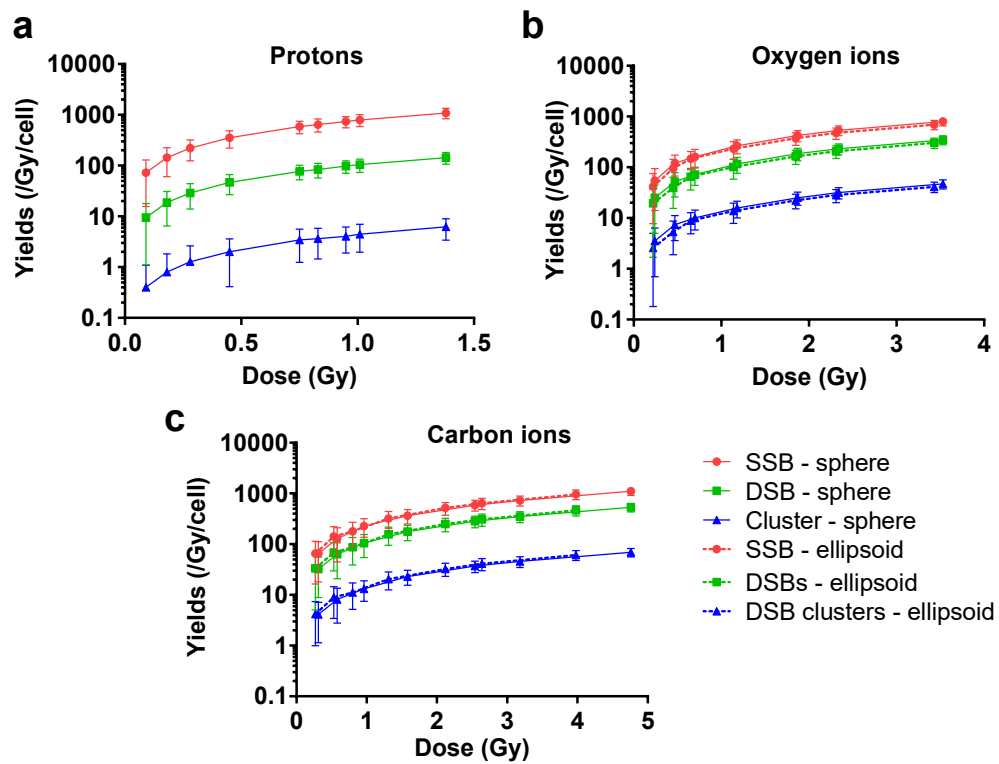 a
Protons
10000
1000
100
10
1
0.1
0.0
0.5
1.0
1.5
Yields (/Gy/cell)
Dose (Gy)
b
Oxygen ions
10000
1000
100
10
1
0.1
0
1
2
3
4
Yields (/Gy/cell)
Dose (Gy)
c
Carbon ions
10000
1000
100
10
1
0.1
0
1
2
3
4
5
Yields (/Gy/cell)
Dose (Gy)
SSB - sphere
DSB - sphere
Cluster - sphere
SSB - ellipsoid
DSBs - ellipsoid
DSB clusters - ellipsoid